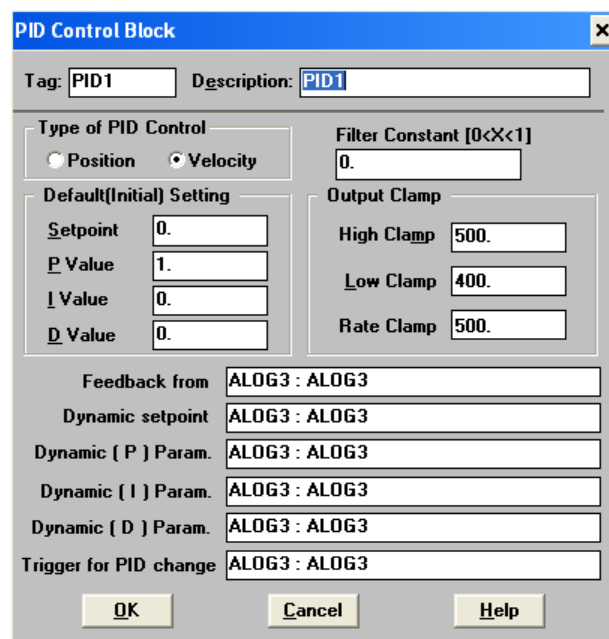 PID Control Block
Tag: PID1 Description: PID1
Type of PID Control
Position Velocity
Filter Constant [0<X<1]
0.
Default(Initial) Setting
Setpoint 0.
P Value 1.
I Value 0.
D Value 0.
Output Clamp
High Clamp 500.
Low Clamp 400.
Rate Clamp 500.
Feedback from ALOG3 : ALOG3
Dynamic setpoint ALOG3 : ALOG3
Dynamic ( P ) Param. ALOG3 : ALOG3
Dynamic ( I ) Param. ALOG3 : ALOG3
Dynamic ( D ) Param. ALOG3 : ALOG3
Trigger for PID change ALOG3 : ALOG3
OK Cancel Help